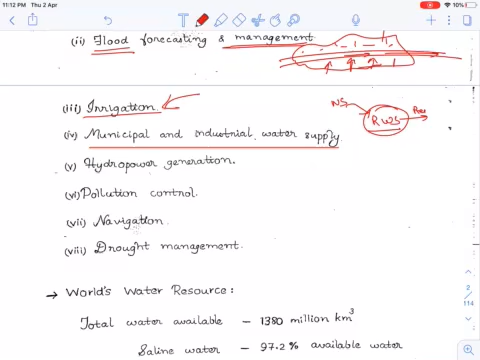 11:12 PM Thu 2 Apr
10%
(ii) Flood forecasting & management
(iii) Irrigation.
(iv) Municipal and industrial water supply
(v) Hydropower generation.
(vi) Pollution control.
(vii) Navigation.
(viii) Drought management.
→ World's Water Resource:
Total water available – 1380 million km³
Saline water – 97.2% available water
2
114